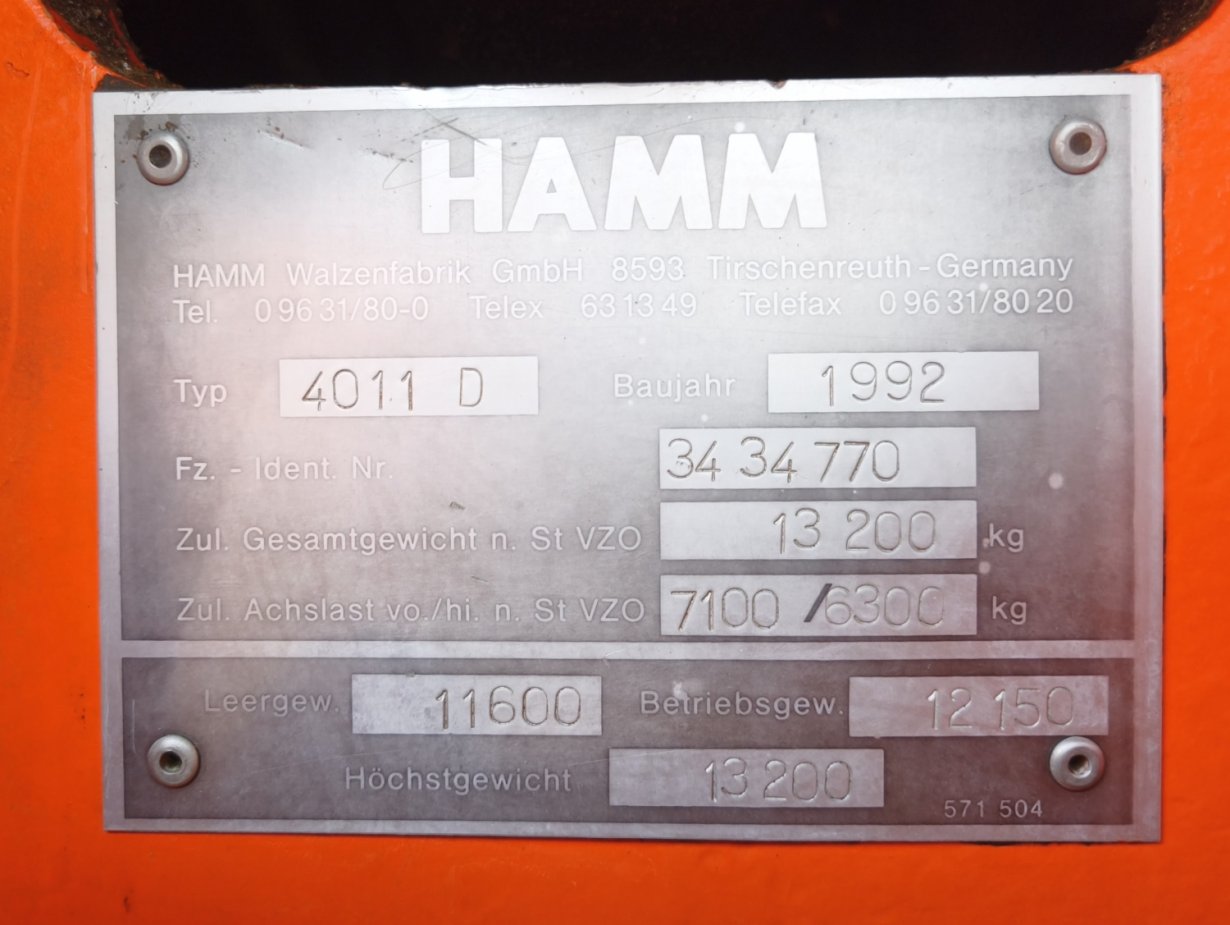 HAMM
HAMM Walzenfabrik GmbH 8593 Tirschenreuth - Germany
Tel. 0 96 31/80-0 Telex 63 13 49 Telefax 0 96 31/80 20
Typ 4011 D Baujahr 1992
Fz. - Ident. Nr. 34 34 770
Zul. Gesamtgewicht n. St VZO 13 200 kg
Zul. Achslast vo./hi. n. St VZO 7100 /6300 kg
Leergew. 11600 Betriebsgew. 12 150
Höchstgewicht 13 200
571 504